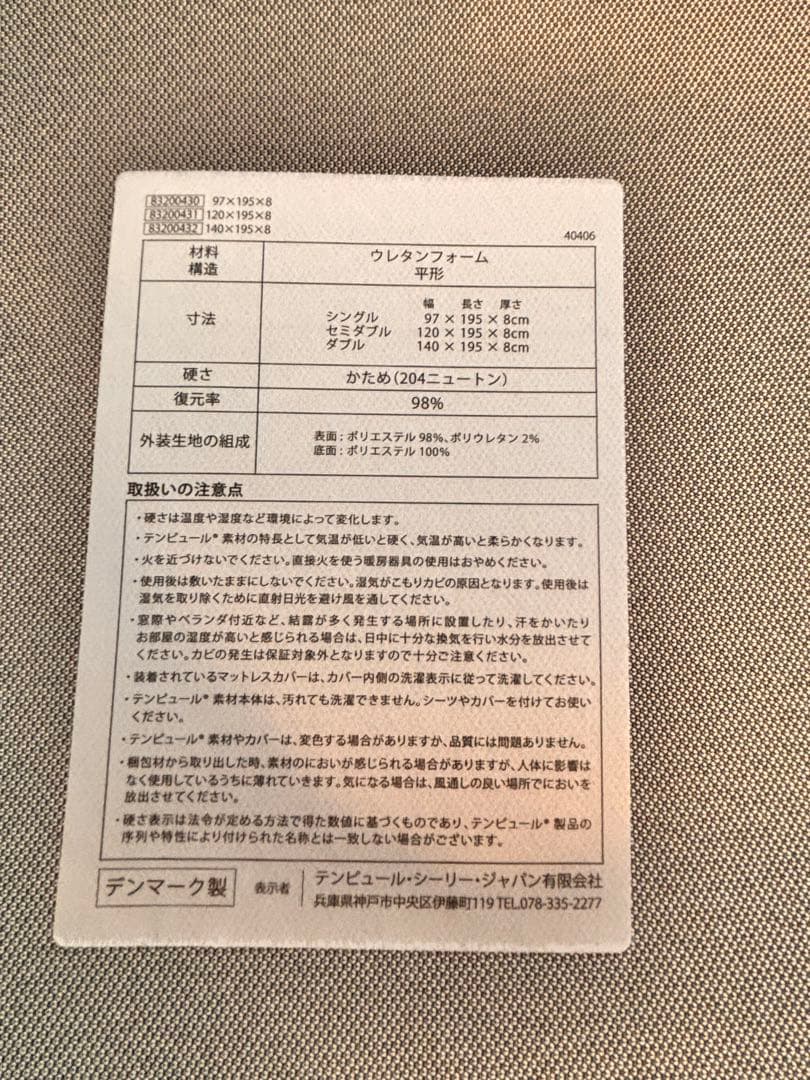 83200430 97×195×8
83200431 120×195×8
83200432 140×195×8
40406
材料
構造
ウレタンフォーム
平形
寸法
幅 長さ 厚さ
シングル 97 × 195 × 8cm
セミダブル 120 × 195 × 8cm
ダブル 140 × 195 × 8cm
硬さ かため(204ニュートン)
復元率 98%
外装生地の組成
表面：ポリエステル 98%、ポリウレタン 2%
底面：ポリエステル 100%
取扱いの注意点
・硬さは温度や湿度など環境によって変化します。
・テンピュール® 素材の特長として気温が低いと硬く、気温が高いと柔らかくなります。
・火を近づけないでください。直接火を使う暖房器具の使用はおやめください。
・使用後は敷いたままにしないでください。湿気がこもりカビの原因となります。使用後は
湿気を取り除くために直射日光を避け風を通してください。
・窓際やベランダ付近など、結露が多く発生する場所に設置したり、汗をかいたり
お部屋の湿度が高いと感じられる場合は、日中に十分な換気を行い水分を放出させて
ください。カビの発生は保証対象外となりますので十分ご注意ください。
・装着されているマットレスカバーは、カバー内側の洗濯表示に従って洗濯してください。
・テンピュール® 素材本体は、汚れても洗濯できません。シーツやカバーを付けてお使い
ください。
・テンピュール® 素材やカバーは、変色する場合がありますが、品質には問題ありません。
・梱包材から取り出した時、素材のにおいが感じられる場合がありますが、人体に影響は
なく使用しているうちに薄れていきます。気になる場合は、風通しの良い場所でにおいを
放出させてください。
・硬さ表示は法令が定める方法で得た数値に基づくものであり、テンピュール® 製品の
序列や特性により付けられた名称とは一致しない場合がございます。
デンマーク製 表示者 テンピュール・シーリー・ジャパン有限会社
兵庫県神戸市中央区伊藤町119 TEL.078-335-2277